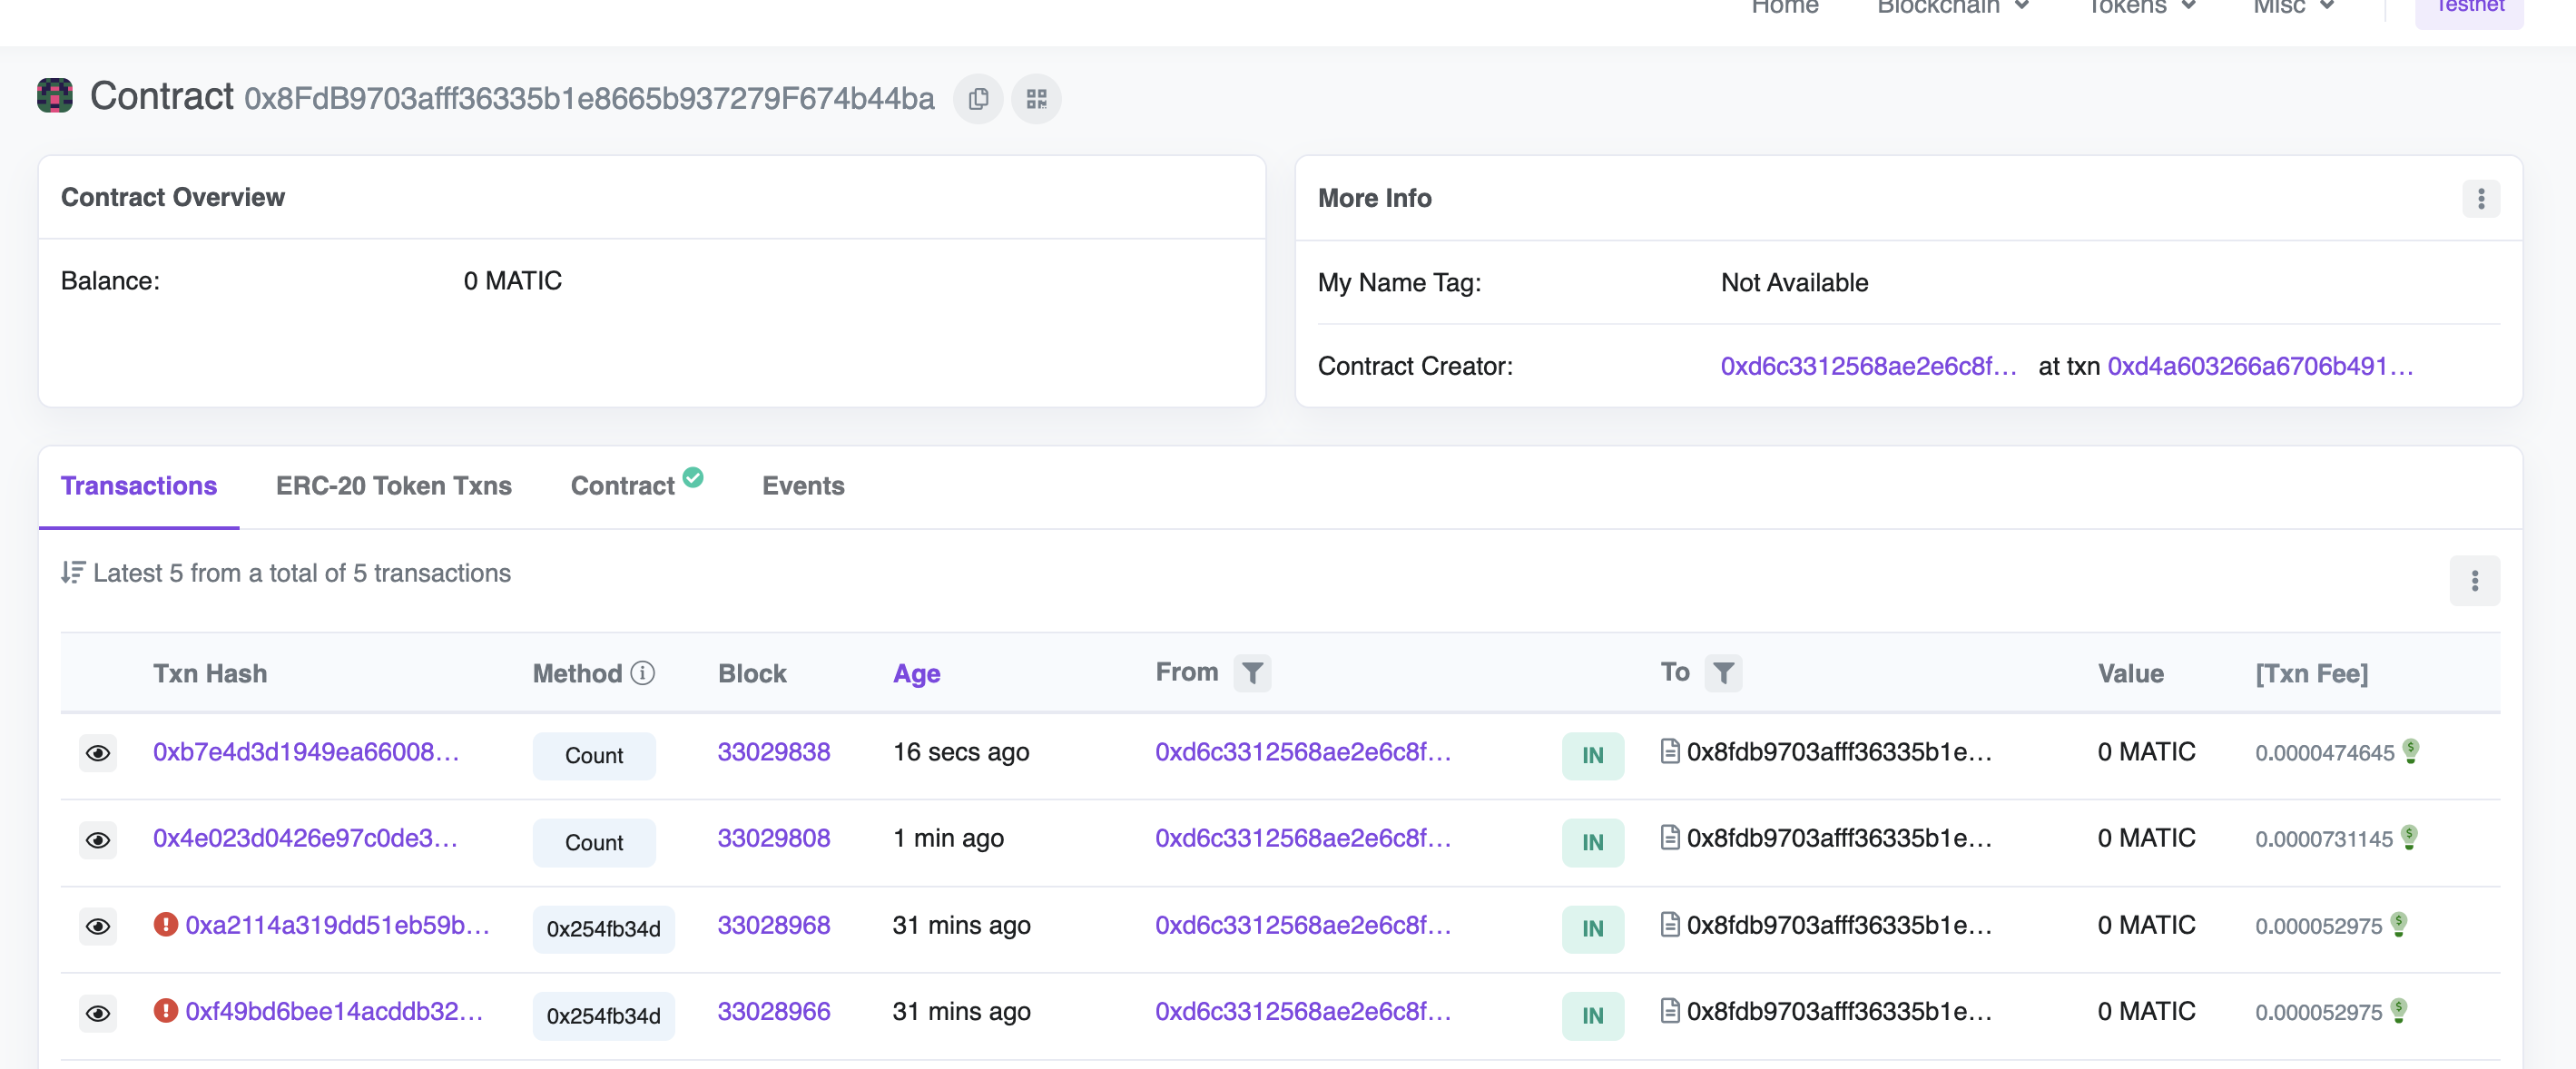 Home Blockchain Tokens Misc Testnet
Contract 0x8FdB9703afff36335b1e8665b937279F674b44ba
Contract Overview
Balance: 0 MATIC
More Info
My Name Tag: Not Available
Contract Creator: 0xd6c3312568ae2e6c8f... at txn 0xd4a603266a6706b491...
Transactions ERC-20 Token Txns Contract Events
Latest 5 from a total of 5 transactions
Txn Hash Method Block Age From To Value [Txn Fee]
0xb7e4d3d1949ea66008... Count 33029838 16 secs ago 0xd6c3312568ae2e6c8f... IN 0x8fdb9703afff36335b1e... 0 MATIC 0.0000474645
0x4e023d0426e97c0de3... Count 33029808 1 min ago 0xd6c3312568ae2e6c8f... IN 0x8fdb9703afff36335b1e... 0 MATIC 0.0000731145
0xa2114a319dd51eb59b... 0x254fb34d 33028968 31 mins ago 0xd6c3312568ae2e6c8f... IN 0x8fdb9703afff36335b1e... 0 MATIC 0.000052975
0xf49bd6bee14acddb32... 0x254fb34d 33028966 31 mins ago 0xd6c3312568ae2e6c8f... IN 0x8fdb9703afff36335b1e... 0 MATIC 0.000052975